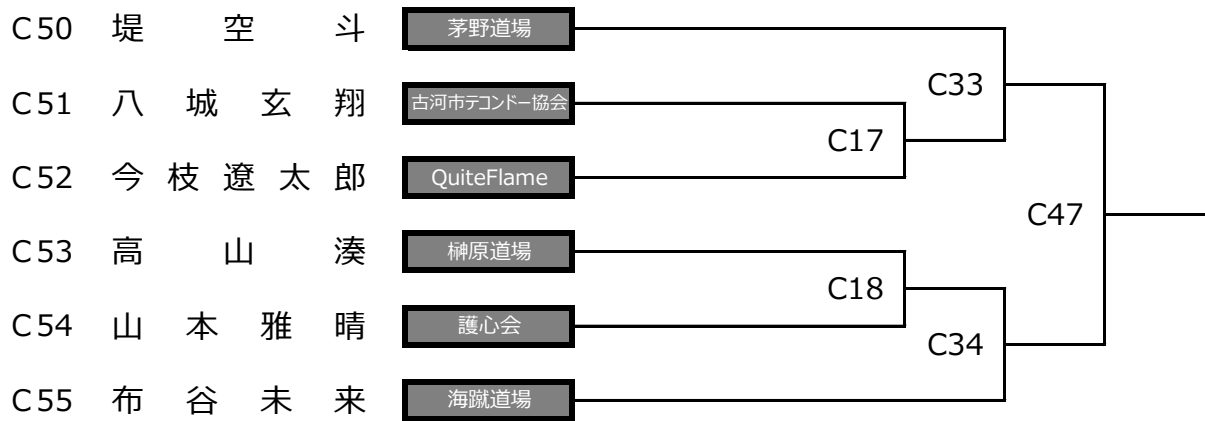 C50 堤空斗 茅野道場
C33
C51 八城玄翔 古河市テコンドー協会
C17
C52 今枝遼太郎 QuiteFlame
C47
C53 高山湊 榊原道場
C18
C54 山本雅晴 護心会
C34
C55 布谷未来 海蹴道場